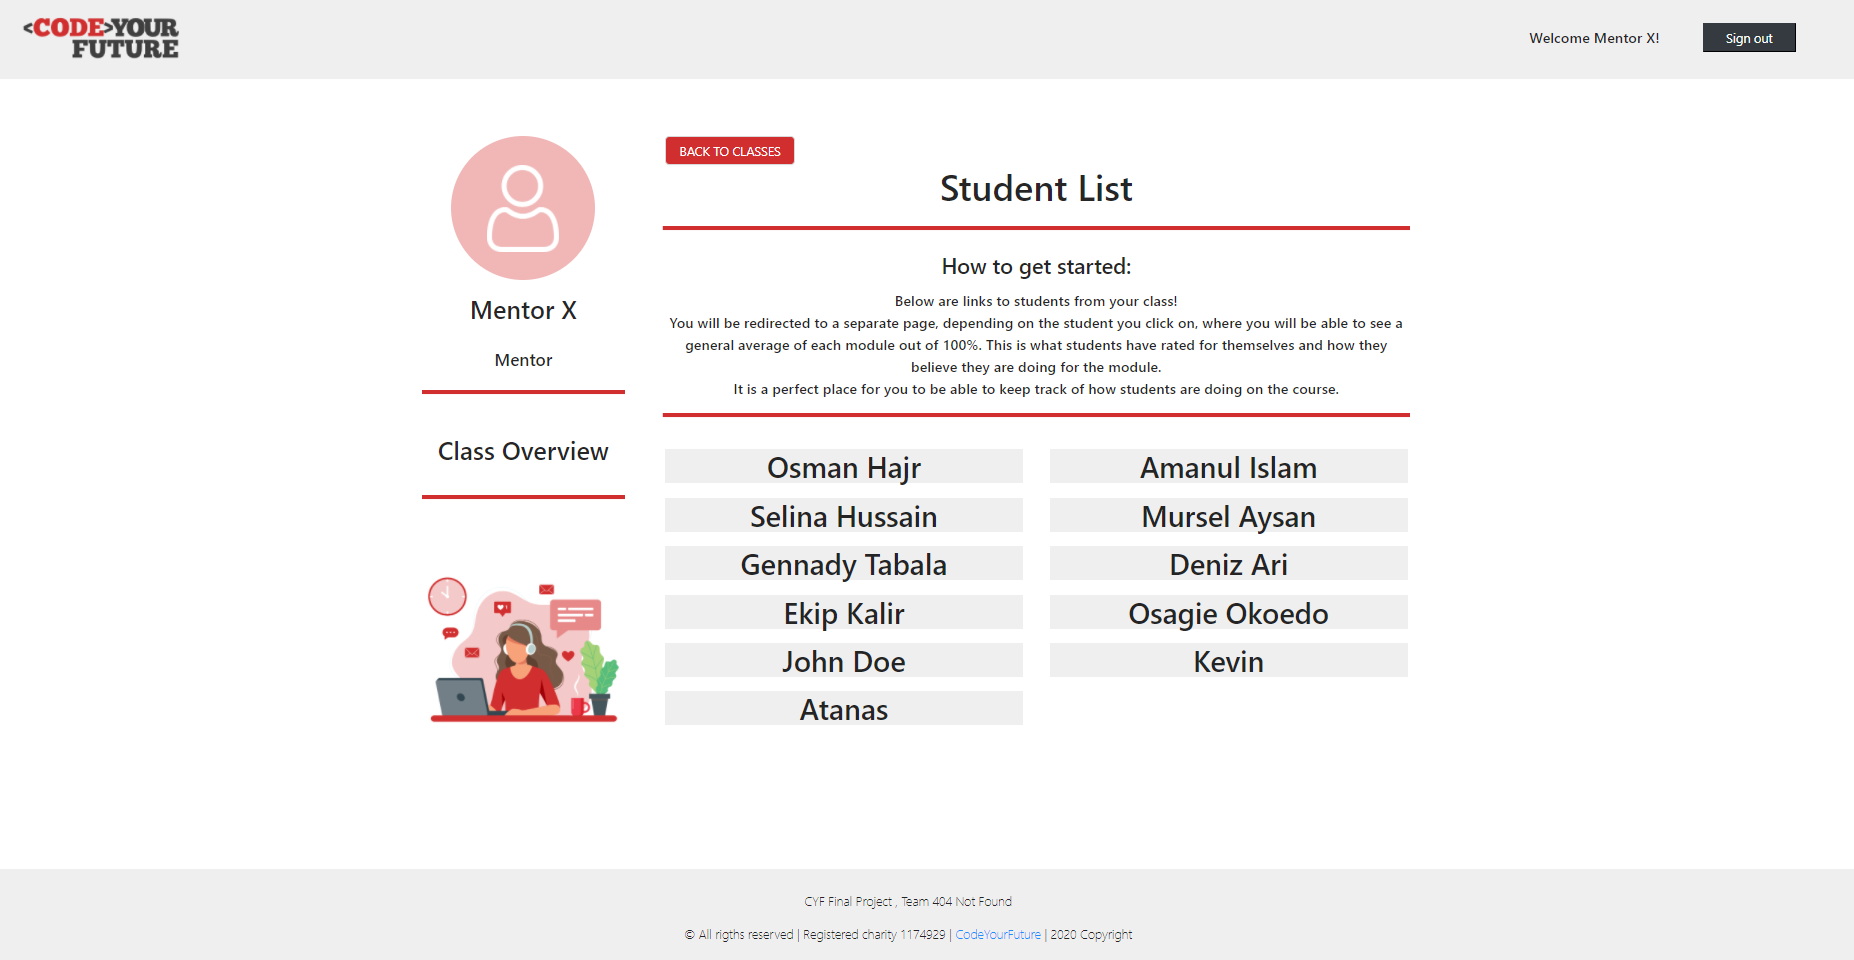 <CODE>YOUR
FUTURE
Welcome Mentor X!
Sign out
Mentor X
Mentor
Class Overview
BACK TO CLASSES
Student List
How to get started:
Below are links to students from your class!
You will be redirected to a separate page, depending on the student you click on, where you will be able to see a
general average of each module out of 100%. This is what students have rated for themselves and how they
believe they are doing for the module.
It is a perfect place for you to be able to keep track of how students are doing on the course.
Osman Hajr
Amanul Islam
Selina Hussain
Mursel Aysan
Gennady Tabala
Deniz Ari
Ekip Kalir
Osagie Okoedo
John Doe
Kevin
Atanas
CYF Final Project , Team 404 Not Found
© All rigths reserved | Registered charity 1174929 | CodeYourFuture | 2020 Copyright